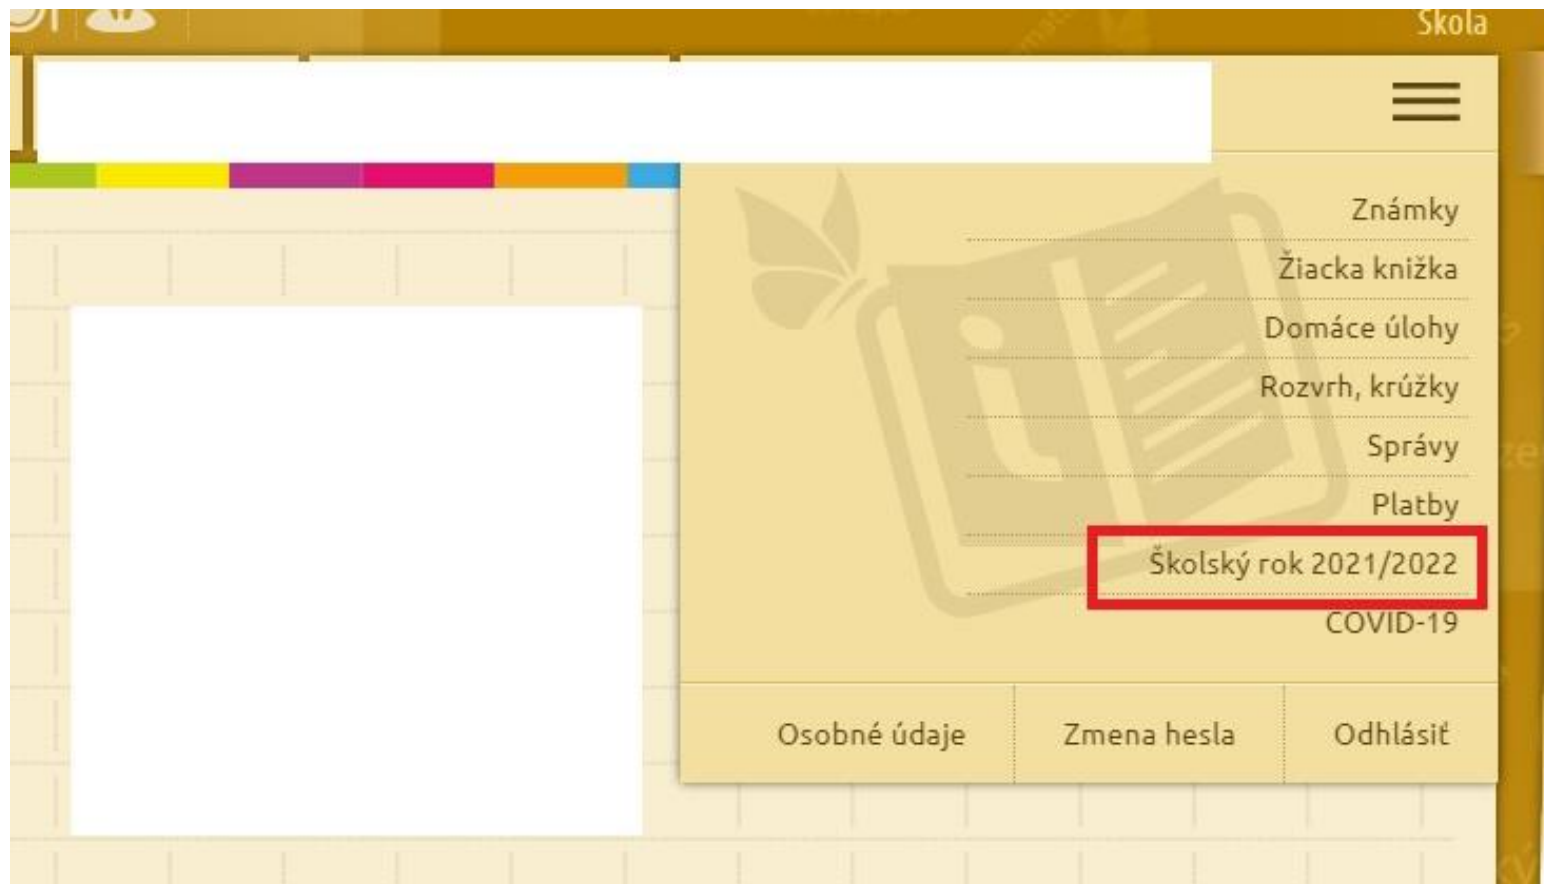 Škola
Známky
Žiacka knižka
Domáce úlohy
Rozvrh, krúžky
Správy
Platby
Školský rok 2021/2022
COVID-19
Osobné údaje
Zmena hesla
Odhlásiť